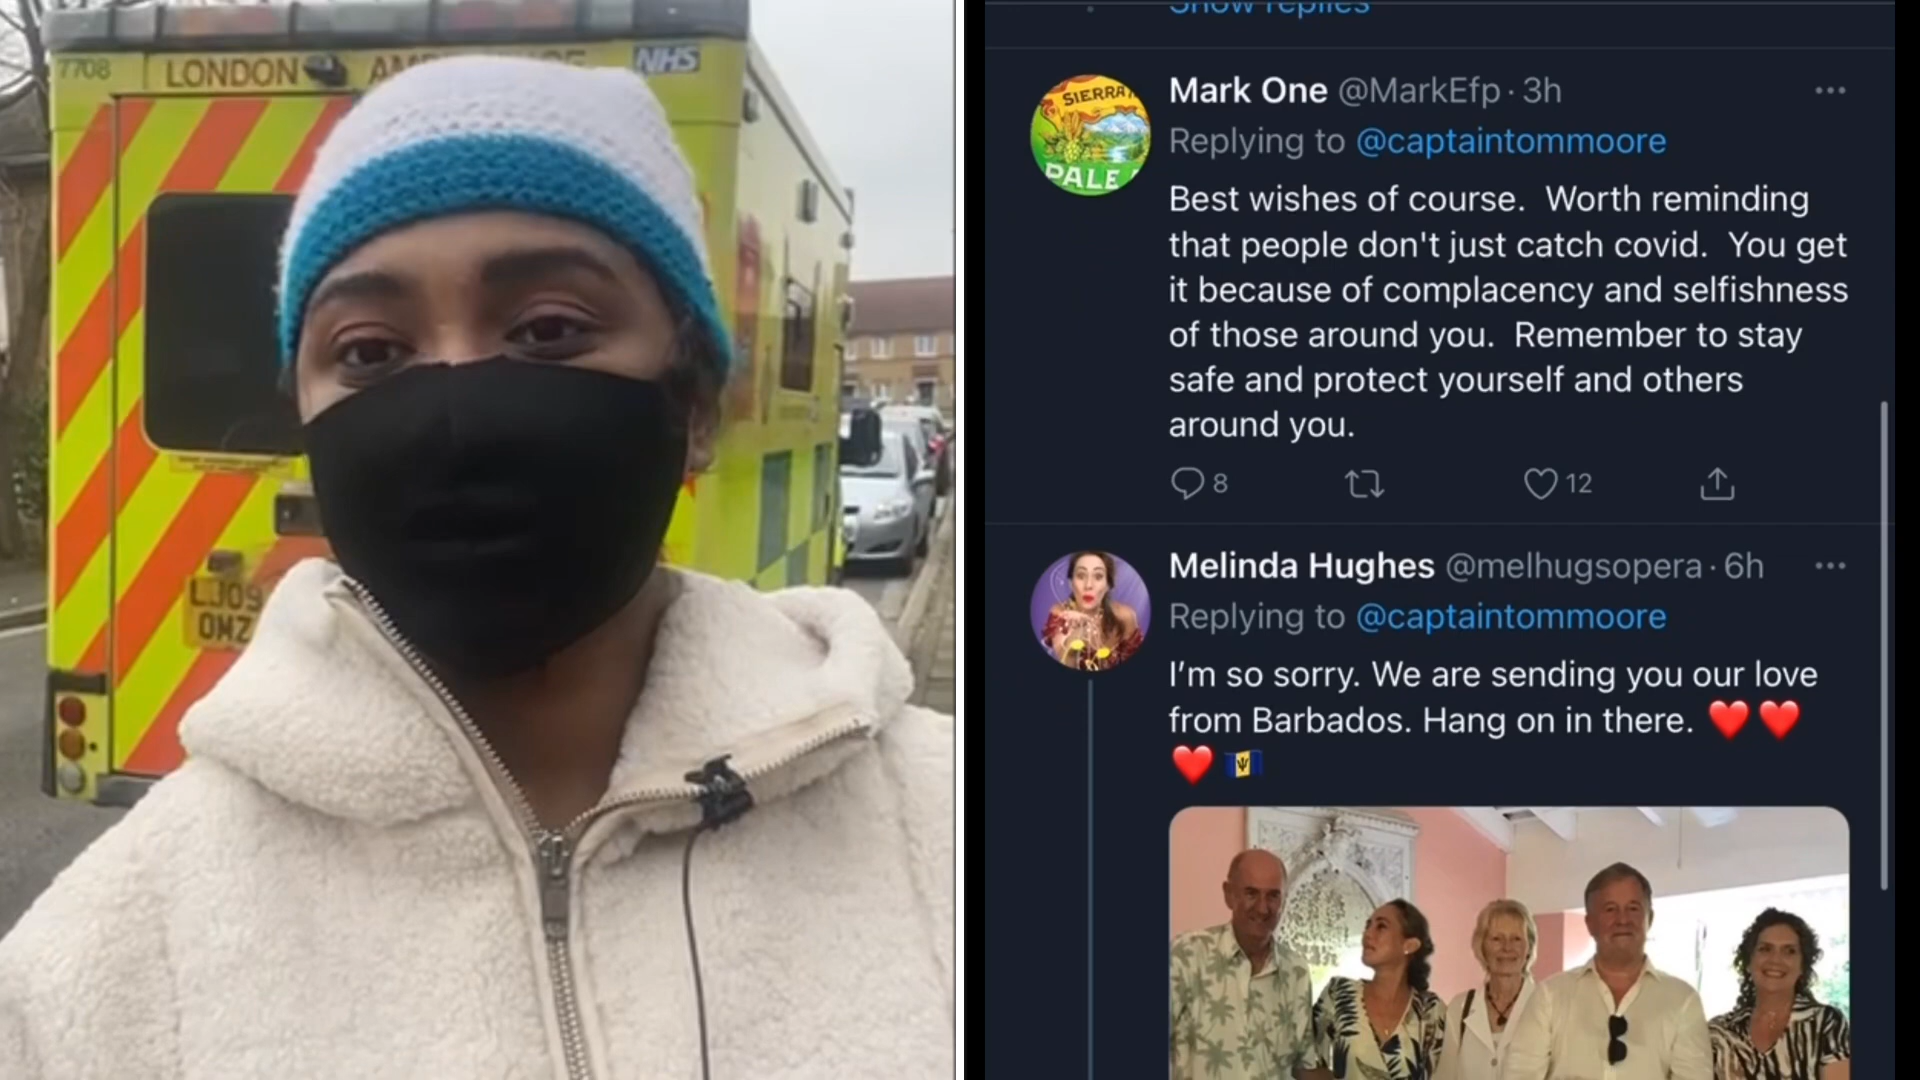 7708
LONDON
NHS
LJ09
OMZ
Show replies
Mark One @MarkEfp · 3h
Replying to @captaintommoore
Best wishes of course. Worth reminding
that people don't just catch covid. You get
it because of complacency and selfishness
of those around you. Remember to stay
safe and protect yourself and others
around you.
8 12
SIERRA
PALE
Melinda Hughes @melhugsopera · 6h
Replying to @captaintommoore
I'm so sorry. We are sending you our love
from Barbados. Hang on in there. ❤️❤️
❤️🇧🇧